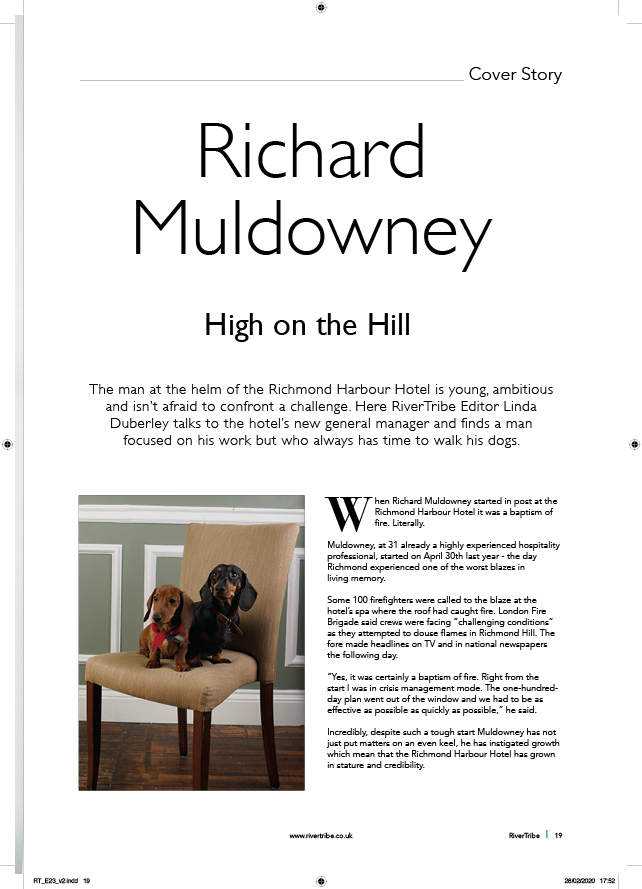 Cover Story
Richard
Muldowney
High on the Hill
The man at the helm of the Richmond Harbour Hotel is young, ambitious
and isn't afraid to confront a challenge. Here RiverTribe Editor Linda
Duberley talks to the hotel's new general manager and finds a man
focused on his work but who always has time to walk his dogs.
When Richard Muldowney started in post at the
Richmond Harbour Hotel it was a baptism of
fire. Literally.
Muldowney, at 31 already a highly experienced hospitality
professional, started on April 30th last year - the day
Richmond experienced one of the worst blazes in
living memory.
Some 100 firefighters were called to the blaze at the
hotel's spa where the roof had caught fire. London Fire
Brigade said crews were facing "challenging conditions"
as they attempted to douse flames in Richmond Hill. The
fore made headlines on TV and in national newspapers
the following day.
"Yes, it was certainly a baptism of fire. Right from the
start I was in crisis management mode. The one-hundred-
day plan went out of the window and we had to be as
effective as possible as quickly as possible," he said.
Incredibly, despite such a tough start Muldowney has not
just put matters on an even keel, he has instigated growth
which mean that the Richmond Harbour Hotel has grown
in stature and credibility.
www.rivertribe.co.uk
RiverTribe | 19
RT_E23_v2.indd 19
28/02/2020 17:52